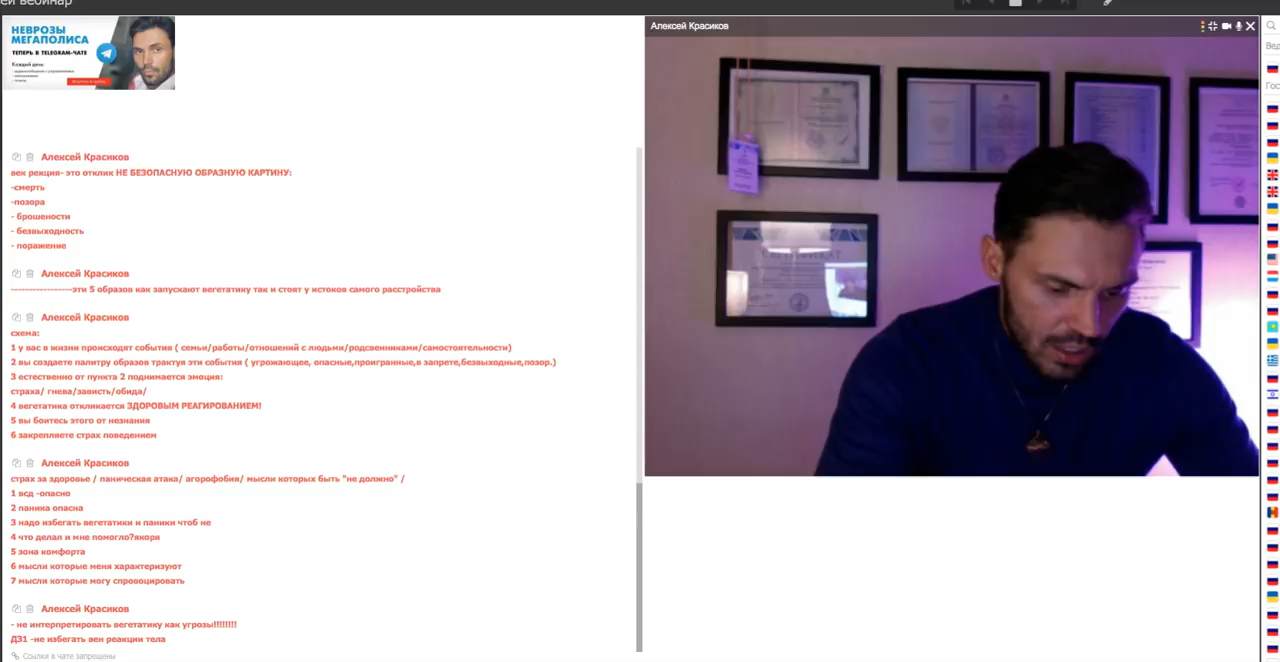 ей вебинар
НЕВРОЗЫ
МЕГАПОЛИСА
ТЕПЕРЬ В TELEGRAM-ЧАТЕ
Каждый день:
Алексей Красиков
век рекция- это отклик НЕ БЕЗОПАСНУЮ ОБРАЗНУЮ КАРТИНУ:
-смерть
-позора
- брошености
- безвыходность
- поражение
Алексей Красиков
-----------------эти 5 образов как запускают вегетатику так и стоят у истоков самого расстройства
Алексей Красиков
схема:
1 у вас в жизни происходят события ( семьи/работы/отношений с людьми/родсвенниками/самостоятельности)
2 вы создаете палитру образов трактуя эти события ( угрожающее, опасные,проигранные,в запрете,безвыходные,позор.)
3 естественно от пункта 2 поднимается эмоция:
страха/ гнева/зависть/обида/
4 вегетатика откликается ЗДОРОВЫМ РЕАГИРОВАНИЕМ!
5 вы боитесь этого от незнания
6 закрепляете страх поведением
Алексей Красиков
страх за здоровье / паническая атака/ агорофобия/ мысли которых быть "не должно" /
1 всд -опасно
2 паника опасна
3 надо избегать вегетатики и паники чтоб не
4 что делал и мне помогло?якоря
5 зона комфорта
6 мысли которые меня характеризуют
7 мысли которые могу спровоцировать
Алексей Красиков
- не интерпретировать вегетатику как угрозы!!!!!!!!
ДЗ1 -не избегать вен реакции тела
Ссылки в чате запрещены
Алексей Красиков
Вед
Гос